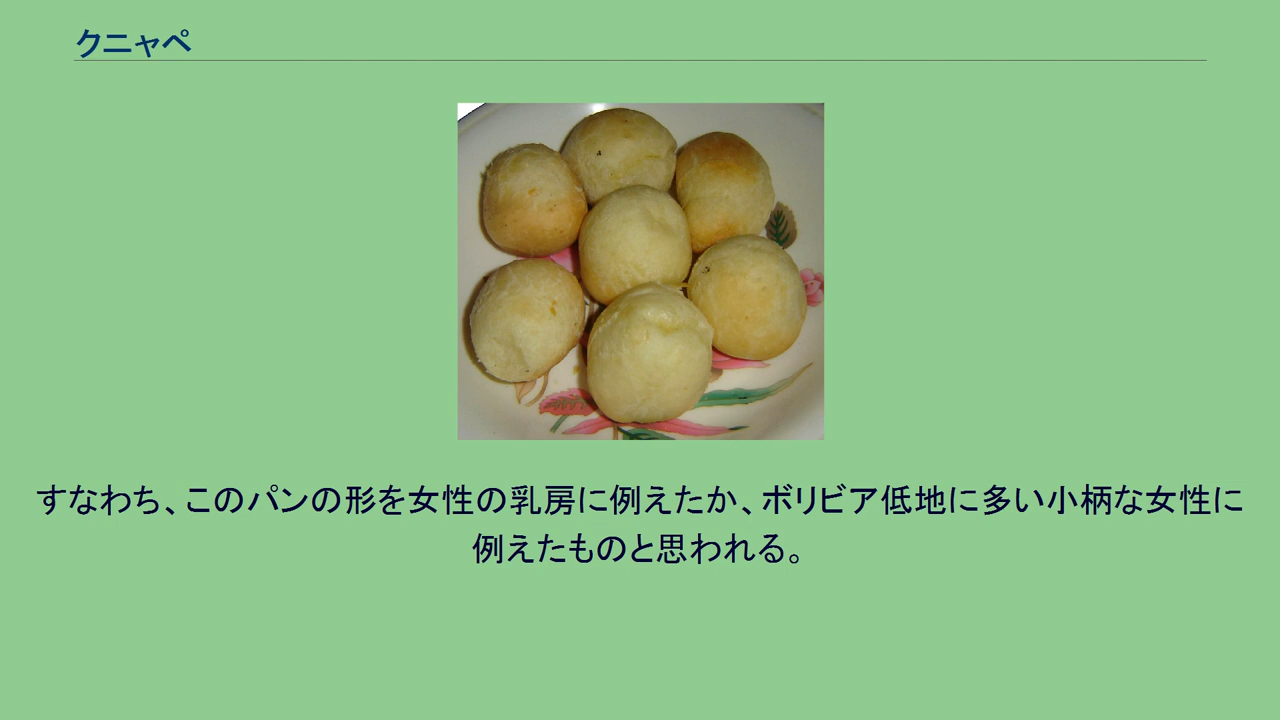 クニャペ
すなわち、このパンの形を女性の乳房に例えたか、ボリビア低地に多い小柄な女性に
例えたものと思われる。